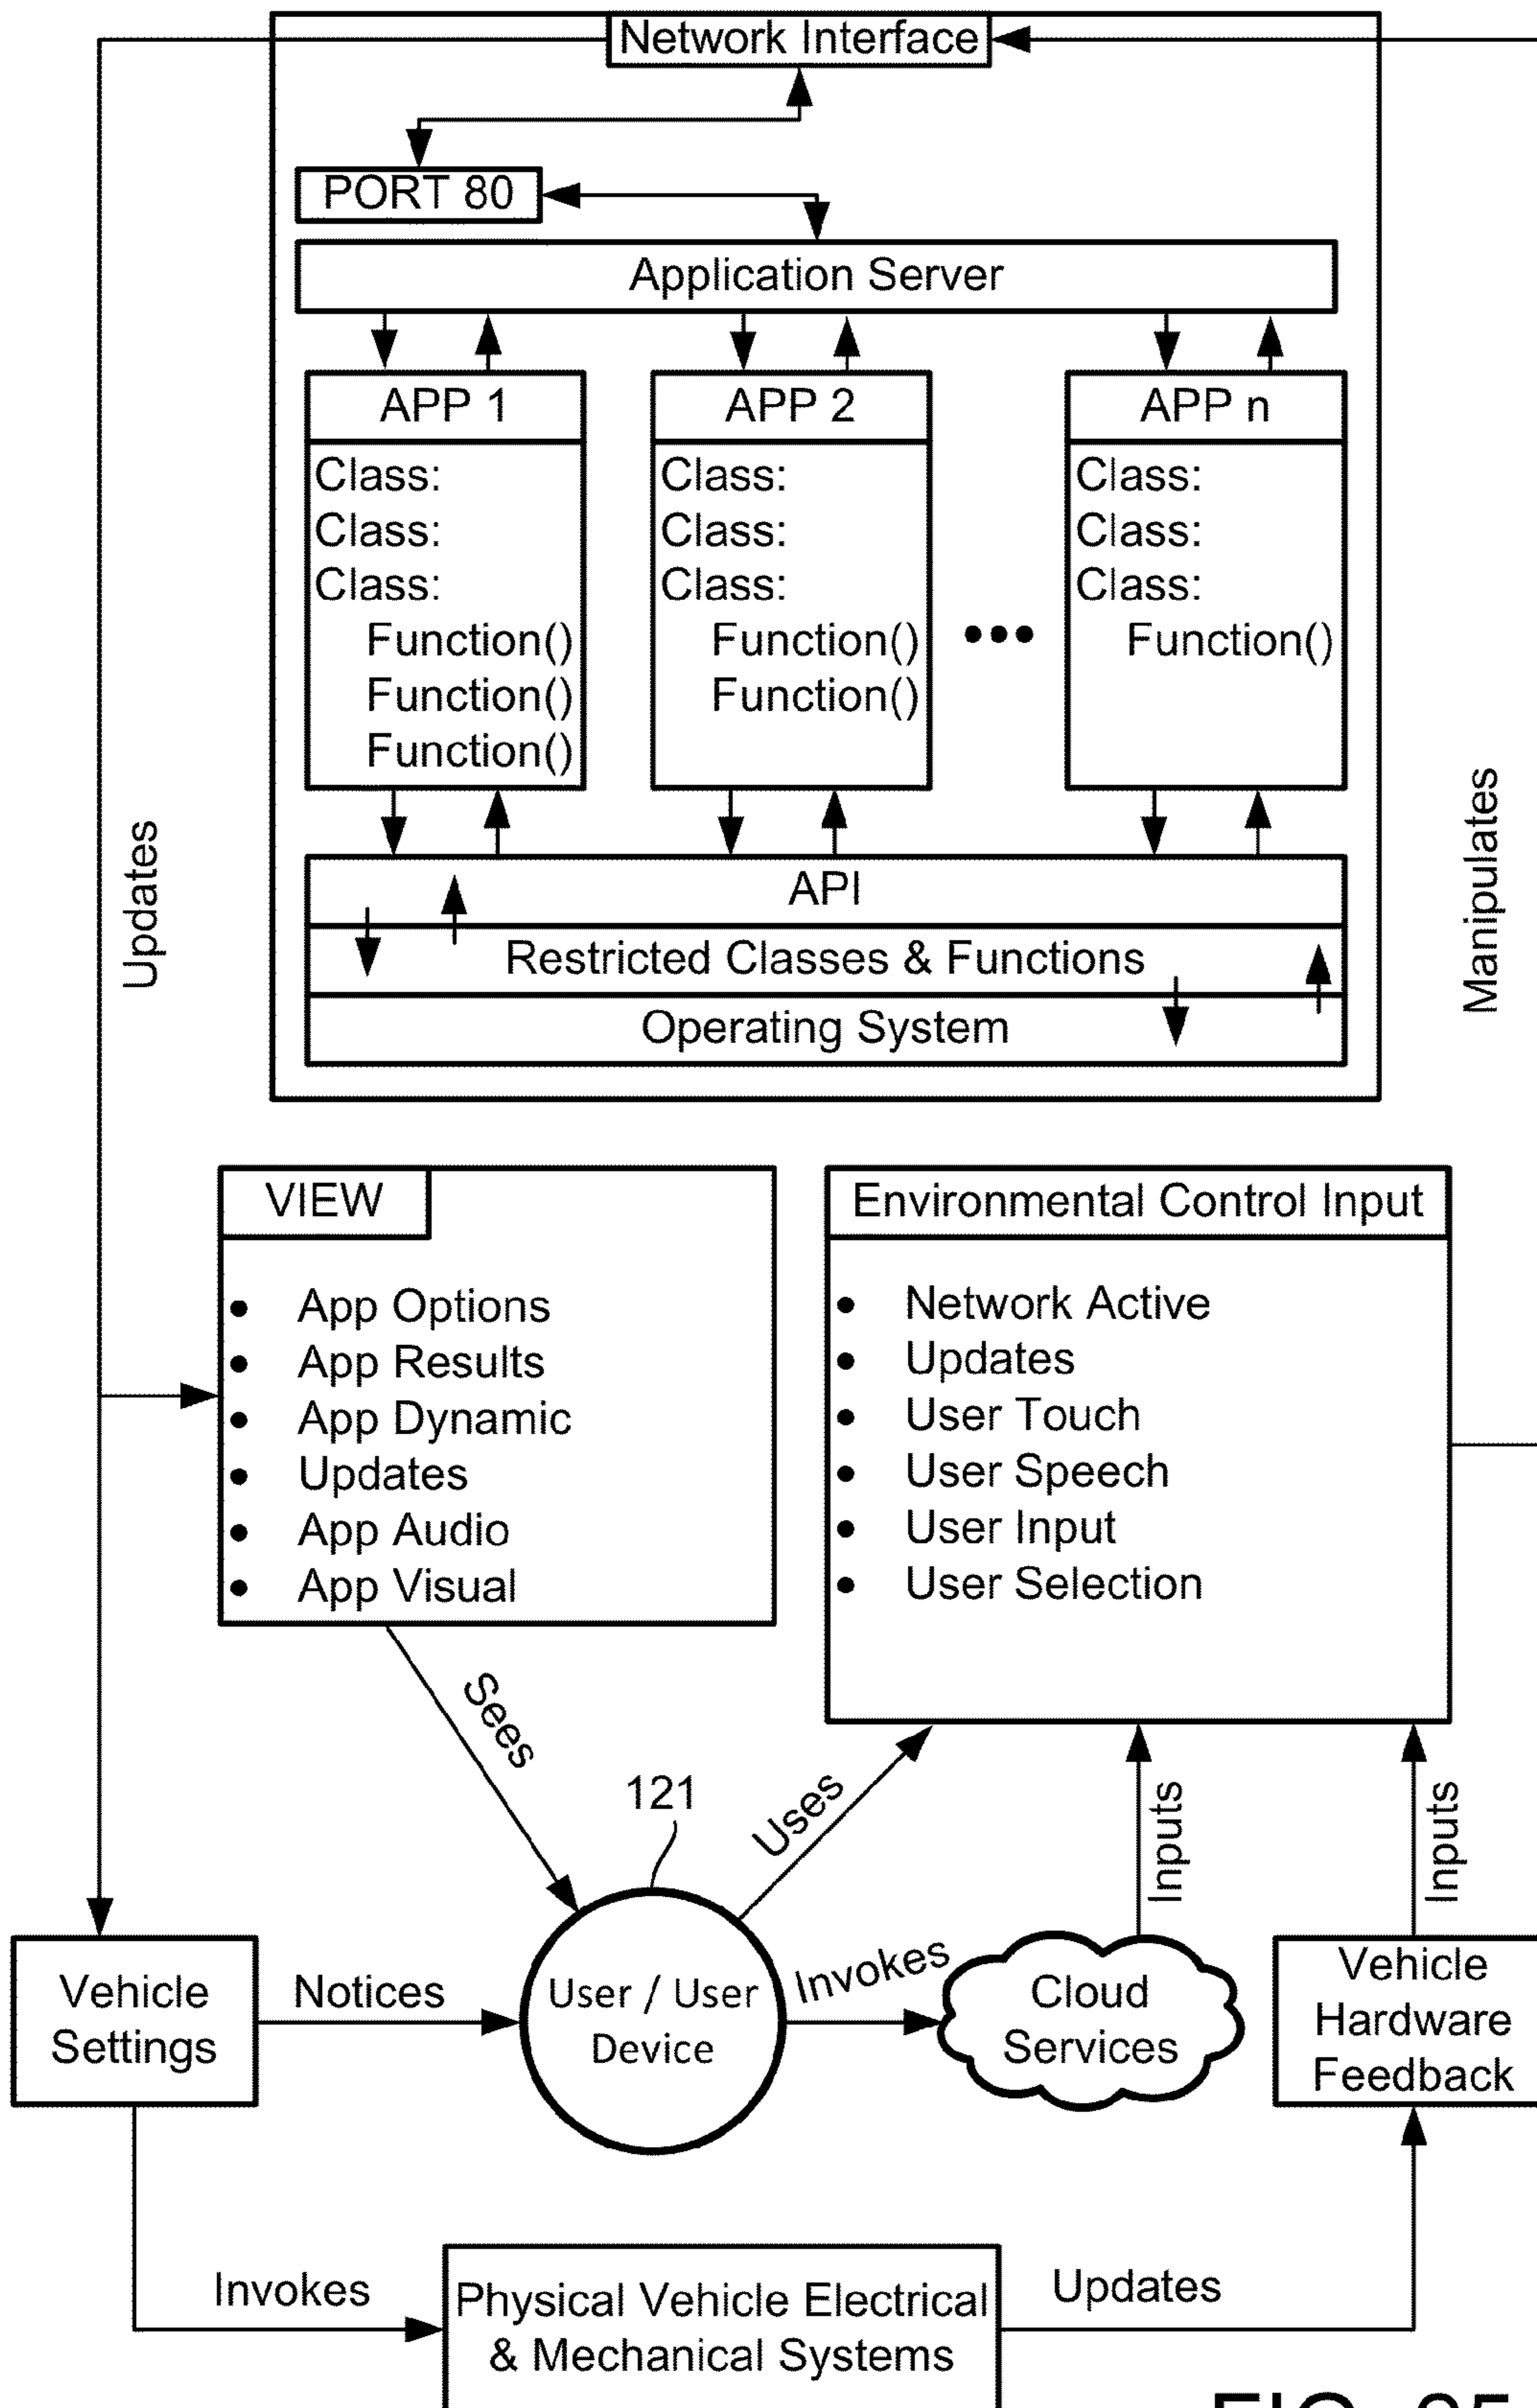 Network Interface
PORT 80
Application Server
APP 1
Class:
Class:
Class:
Function()
Function()
Function()
APP 2
Class:
Class:
Class:
Function()
Function()
•••
APP n
Class:
Class:
Class:
Function()
API
Restricted Classes & Functions
Operating System
Updates
Manipulates
VIEW
• App Options
• App Results
• App Dynamic
• Updates
• App Audio
• App Visual
Environmental Control Input
• Network Active
• Updates
• User Touch
• User Speech
• User Input
• User Selection
Sees
121
Uses
Inputs
Inputs
Vehicle
Settings
Notices
User / User
Device
Invokes
Cloud
Services
Vehicle
Hardware
Feedback
Invokes
Physical Vehicle Electrical
& Mechanical Systems
Updates